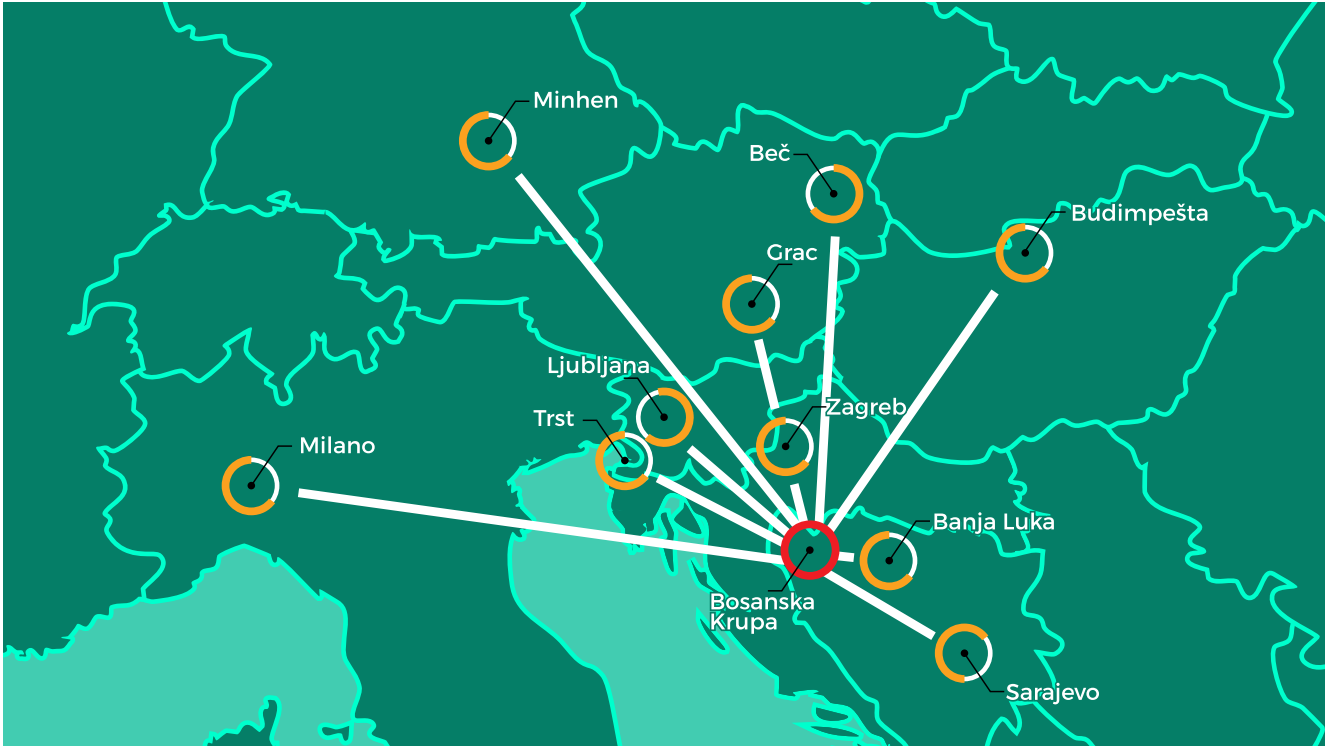 Minhen
Beč
Budimpešta
Grac
Ljubljana
Zagreb
Trst
Milano
Banja Luka
Bosanska
Krupa
Sarajevo